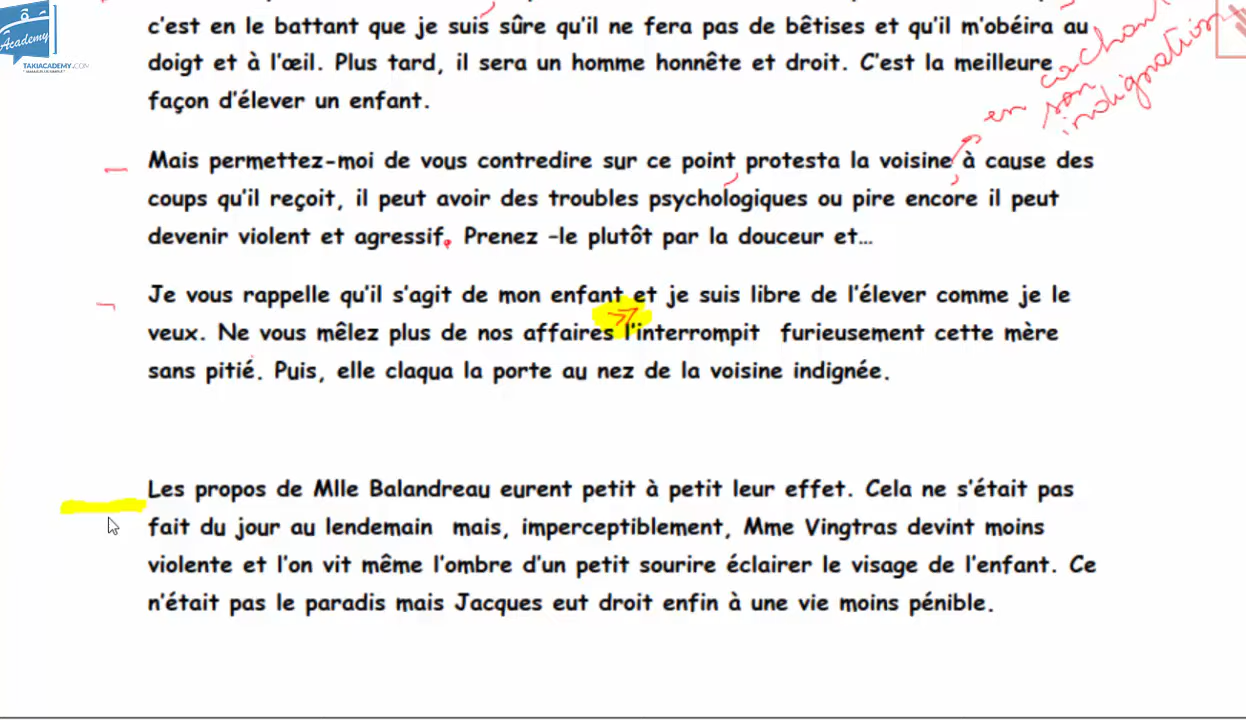 Academy
TAKIACADEMY.COM
c'est en le battant que je suis sûre qu'il ne fera pas de bêtises et qu'il m'obéira au
doigt et à l'œil. Plus tard, il sera un homme honnête et droit. C'est la meilleure
façon d'élever un enfant.
en cachant
son
indignation
Mais permettez-moi de vous contredire sur ce point protesta la voisine à cause des
coups qu'il reçoit, il peut avoir des troubles psychologiques ou pire encore il peut
devenir violent et agressif. Prenez -le plutôt par la douceur et...
Je vous rappelle qu'il s'agit de mon enfant et je suis libre de l'élever comme je le
veux. Ne vous mêlez plus de nos affaires l'interrompit furieusement cette mère
sans pitié. Puis, elle claqua la porte au nez de la voisine indignée.
Les propos de Mlle Balandreau eurent petit à petit leur effet. Cela ne s'était pas
fait du jour au lendemain mais, imperceptiblement, Mme Vingtras devint moins
violente et l'on vit même l'ombre d'un petit sourire éclairer le visage de l'enfant. Ce
n'était pas le paradis mais Jacques eut droit enfin à une vie moins pénible.